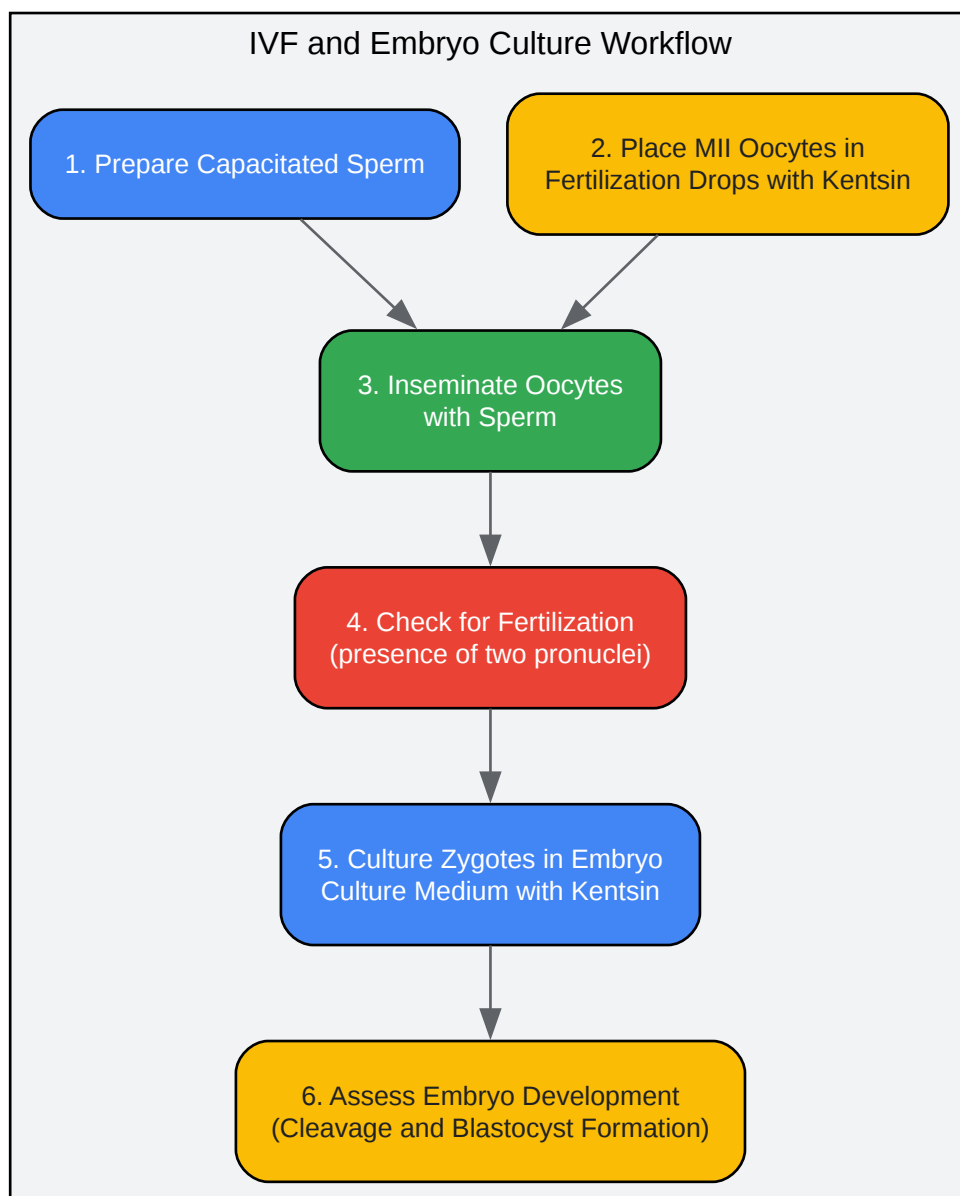 IVF and Embryo Culture Workflow
1. Prepare Capacitated Sperm
2. Place MII Oocytes in
Fertilization Drops with Kentsin
3. Inseminate Oocytes
with Sperm
4. Check for Fertilization
(presence of two pronuclei)
5. Culture Zygotes in Embryo
Culture Medium with Kentsin
6. Assess Embryo Development
(Cleavage and Blastocyst Formation)